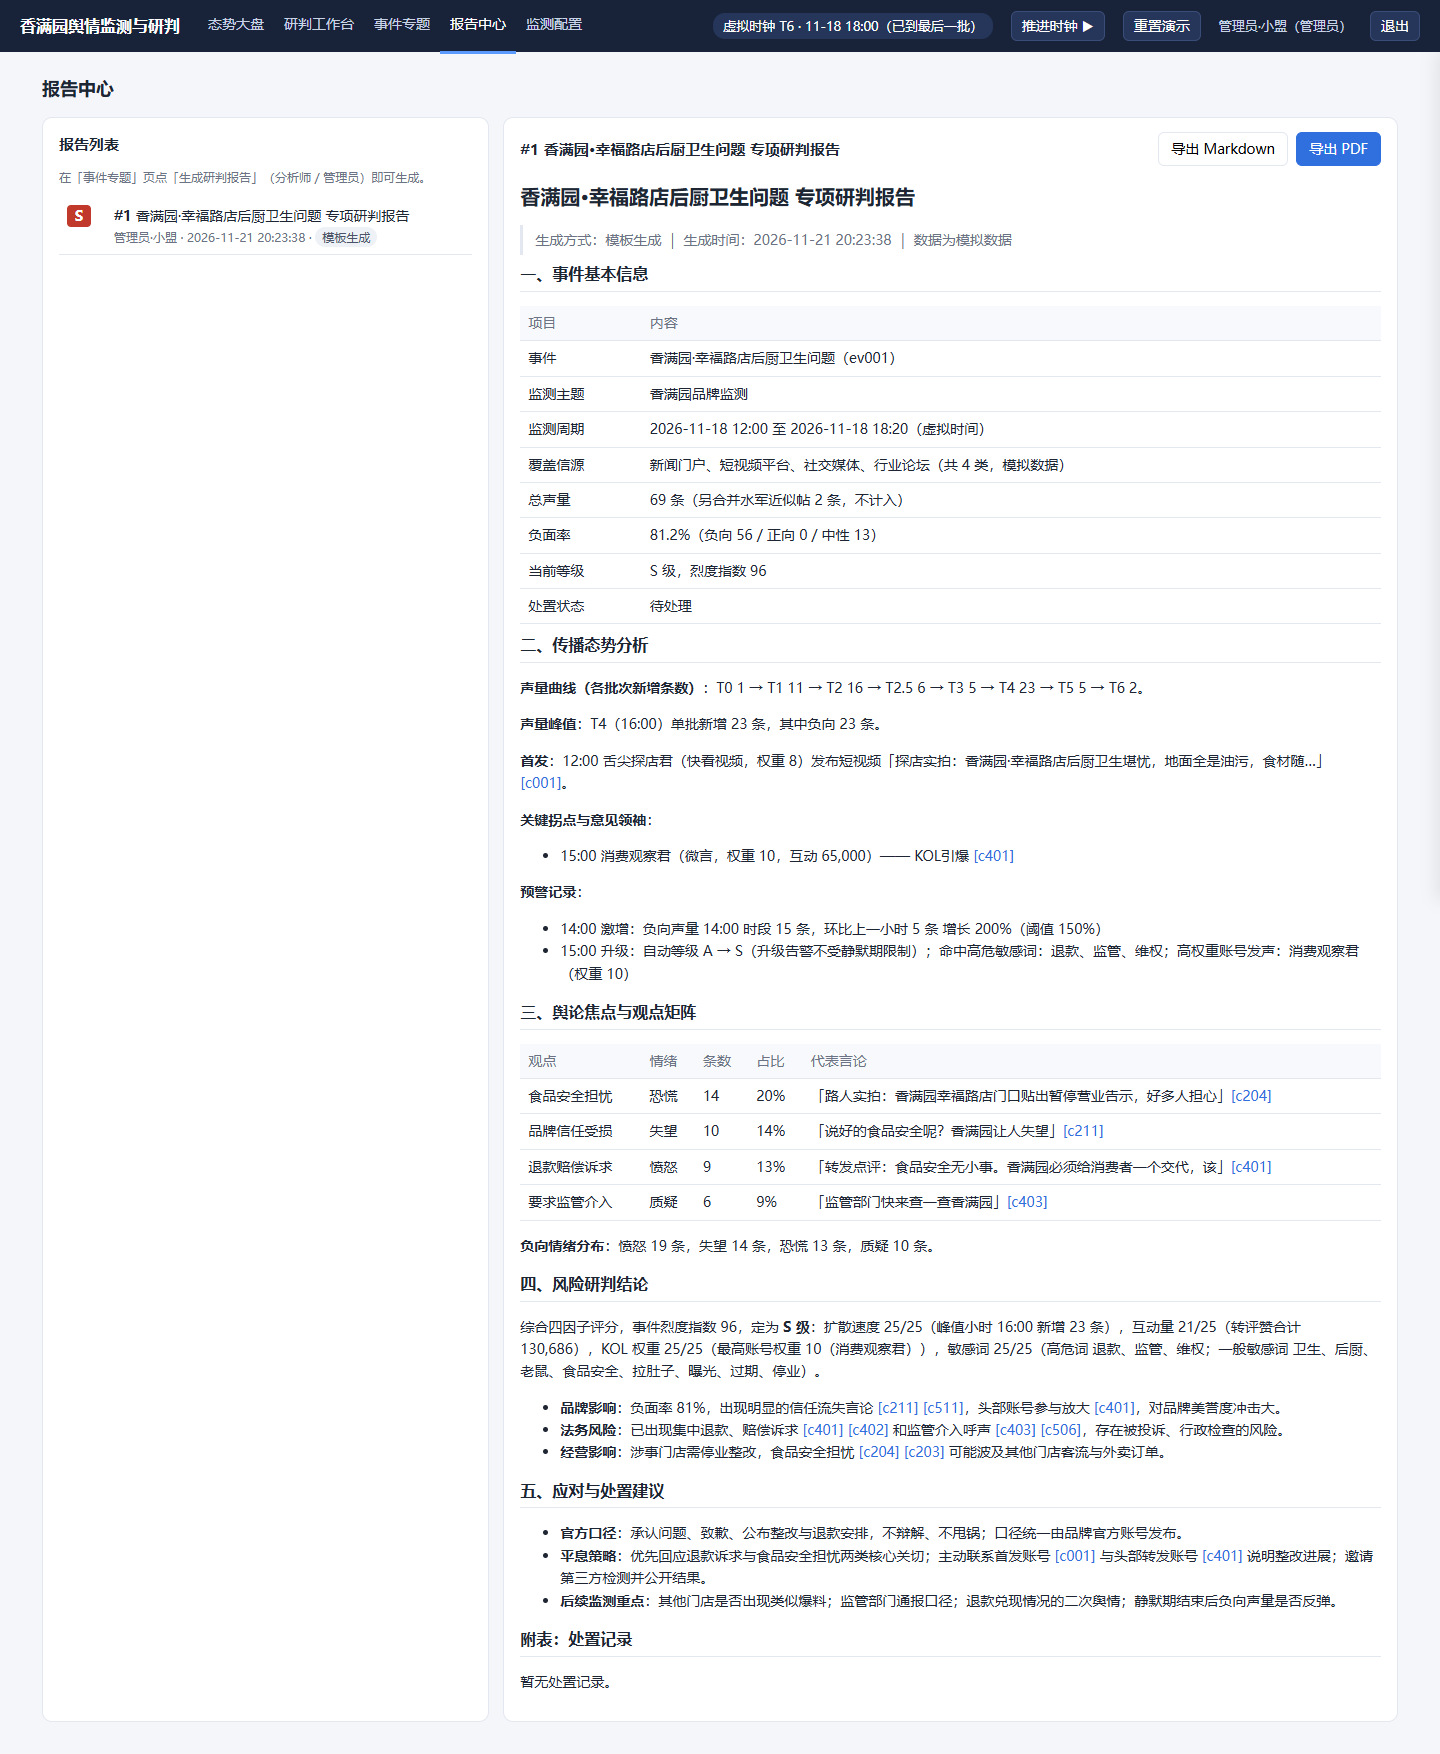 香满园舆情监测与研判 态势大盘 研判工作台 事件专题 报告中心 监测配置 虚拟时钟 T6 · 11-18 18:00（已到最后一批） 推进时钟 ▶ 重置演示 管理员·小盟（管理员） 退出
报告中心
报告列表
在「事件专题」页点「生成研判报告」（分析师 / 管理员）即可生成。
S #1 香满园·幸福路店后厨卫生问题 专项研判报告
管理员·小盟 · 2026-11-21 20:23:38 · 模板生成
#1 香满园•幸福路店后厨卫生问题 专项研判报告 导出 Markdown 导出 PDF
香满园•幸福路店后厨卫生问题 专项研判报告
生成方式：模板生成 ｜ 生成时间：2026-11-21 20:23:38 ｜ 数据为模拟数据
一、事件基本信息
项目 内容
事件 香满园·幸福路店后厨卫生问题（ev001）
监测主题 香满园品牌监测
监测周期 2026-11-18 12:00 至 2026-11-18 18:20（虚拟时间）
覆盖信源 新闻门户、短视频平台、社交媒体、行业论坛（共 4 类，模拟数据）
总声量 69 条（另合并水军近似帖 2 条，不计入）
负面率 81.2%（负向 56 / 正向 0 / 中性 13）
当前等级 S 级，烈度指数 96
处置状态 待处理
二、传播态势分析
声量曲线（各批次新增条数）：T0 1 → T1 11 → T2 16 → T2.5 6 → T3 5 → T4 23 → T5 5 → T6 2。
声量峰值：T4（16:00）单批新增 23 条，其中负向 23 条。
首发：12:00 舌尖探店君（快看视频，权重 8）发布短视频「探店实拍：香满园·幸福路店后厨卫生堪忧，地面全是油污，食材随…」
[c001]。
关键拐点与意见领袖：
• 15:00 消费观察君（微言，权重 10，互动 65,000）—— KOL引爆 [c401]
预警记录：
• 14:00 激增：负向声量 14:00 时段 15 条，环比上一小时 5 条 增长 200%（阈值 150%）
• 15:00 升级：自动等级 A → S（升级告警不受静默期限制）；命中高危敏感词：退款、监管、维权；高权重账号发声：消费观察君
（权重 10）
三、舆论焦点与观点矩阵
观点 情绪 条数 占比 代表言论
食品安全担忧 恐慌 14 20% 「路人实拍：香满园幸福路店门口贴出暂停营业告示，好多人担心」[c204]
品牌信任受损 失望 10 14% 「说好的食品安全呢？香满园让人失望」[c211]
退款赔偿诉求 愤怒 9 13% 「转发点评：食品安全无小事。香满园必须给消费者一个交代，该」[c401]
要求监管介入 质疑 6 9% 「监管部门快来查一查香满园」[c403]
负向情绪分布：愤怒 19 条，失望 14 条，恐慌 13 条，质疑 10 条。
四、风险研判结论
综合四因子评分，事件烈度指数 96，定为 S 级：扩散速度 25/25（峰值小时 16:00 新增 23 条），互动量 21/25（转评赞合计
130,686），KOL 权重 25/25（最高账号权重 10（消费观察君）），敏感词 25/25（高危词 退款、监管、维权；一般敏感词 卫生、后厨、
老鼠、食品安全、拉肚子、曝光、过期、停业）。
• 品牌影响：负面率 81%，出现明显的信任流失言论 [c211] [c511]，头部账号参与放大 [c401]，对品牌美誉度冲击大。
• 法务风险：已出现集中退款、赔偿诉求 [c401] [c402] 和监管介入呼声 [c403] [c506]，存在被投诉、行政检查的风险。
• 经营影响：涉事门店需停业整改，食品安全担忧 [c204] [c203] 可能波及其他门店客流与外卖订单。
五、应对与处置建议
• 官方口径：承认问题、致歉、公布整改与退款安排，不辩解、不甩锅；口径统一由品牌官方账号发布。
• 平息策略：优先回应退款诉求与食品安全担忧两类核心关切；主动联系首发账号 [c001] 与头部转发账号 [c401] 说明整改进展；邀请
第三方检测并公开结果。
• 后续监测重点：其他门店是否出现类似爆料；监管部门通报口径；退款兑现情况的二次舆情；静默期结束后负向声量是否反弹。
附表：处置记录
暂无处置记录。